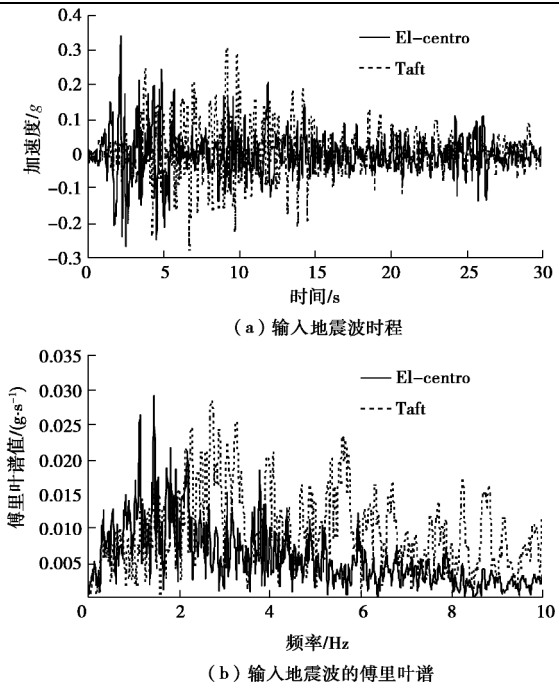 0.4
0.3
0.2
0.1
0
-0.1
-0.2
-0.3
加速度/g
El-centro
Taft
0 5 10 15 20 25 30
时间/s
(a)输入地震波时程
0.035
0.030
0.025
0.020
0.015
0.010
0.005
傅里叶谱值/(g·s⁻¹)
El-centro
Taft
0 2 4 6 8 10
频率/Hz
(b)输入地震波的傅里叶谱